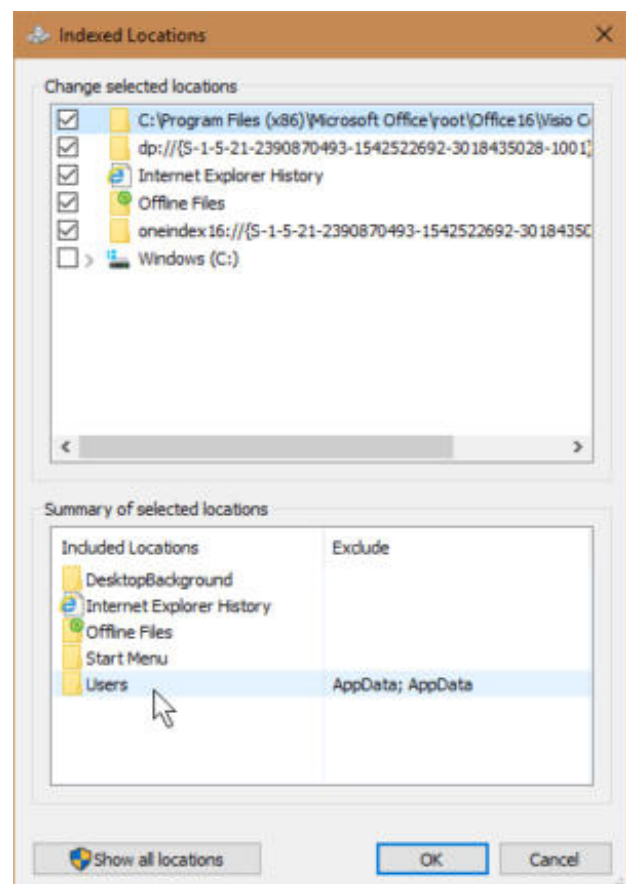 Indexed Locations
Change selected locations
C:\Program Files (x86)\Microsoft Office\root\Office16\Visio C
dp://{S-1-5-21-2390870493-1542522692-3018435028-1001}
Internet Explorer History
Offline Files
oneindex16://{S-1-5-21-2390870493-1542522692-30184350
Windows (C:)
Summary of selected locations
Included Locations Exclude
DesktopBackground
Internet Explorer History
Offline Files
Start Menu
Users AppData; AppData
Show all locations OK Cancel